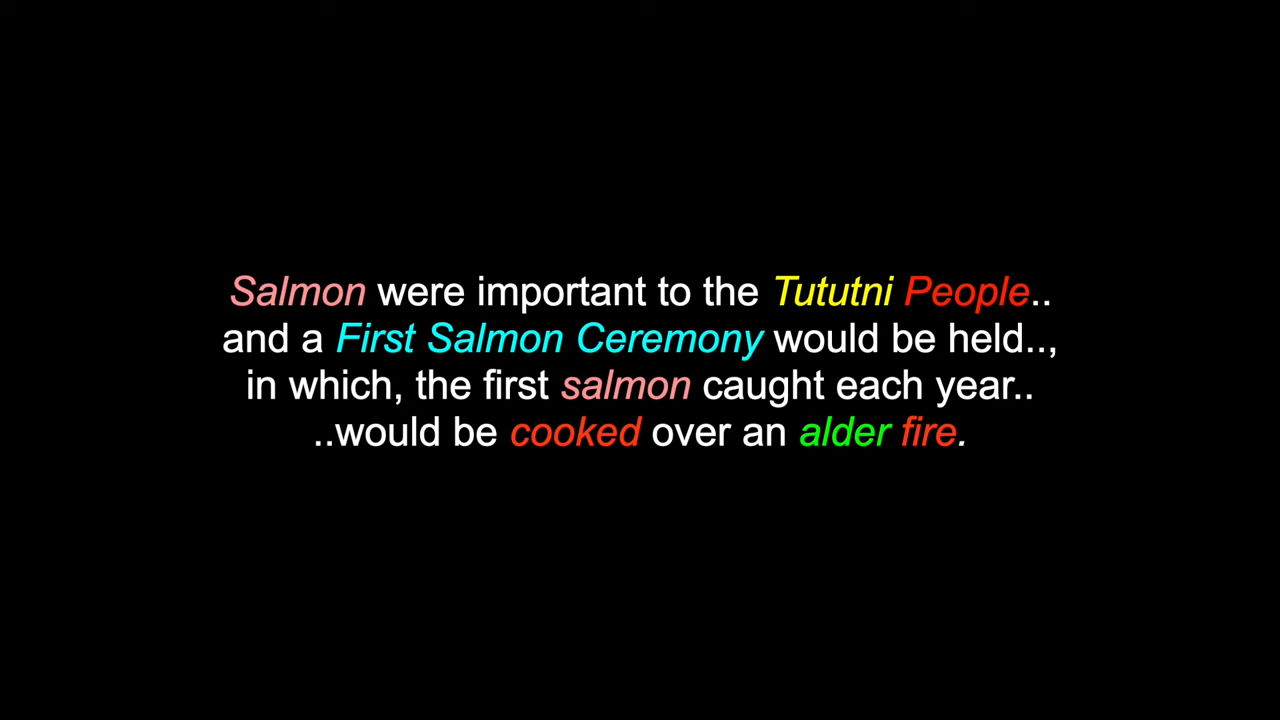 Salmon were important to the Tututni People..
and a First Salmon Ceremony would be held..,
in which, the first salmon caught each year..
..would be cooked over an alder fire.